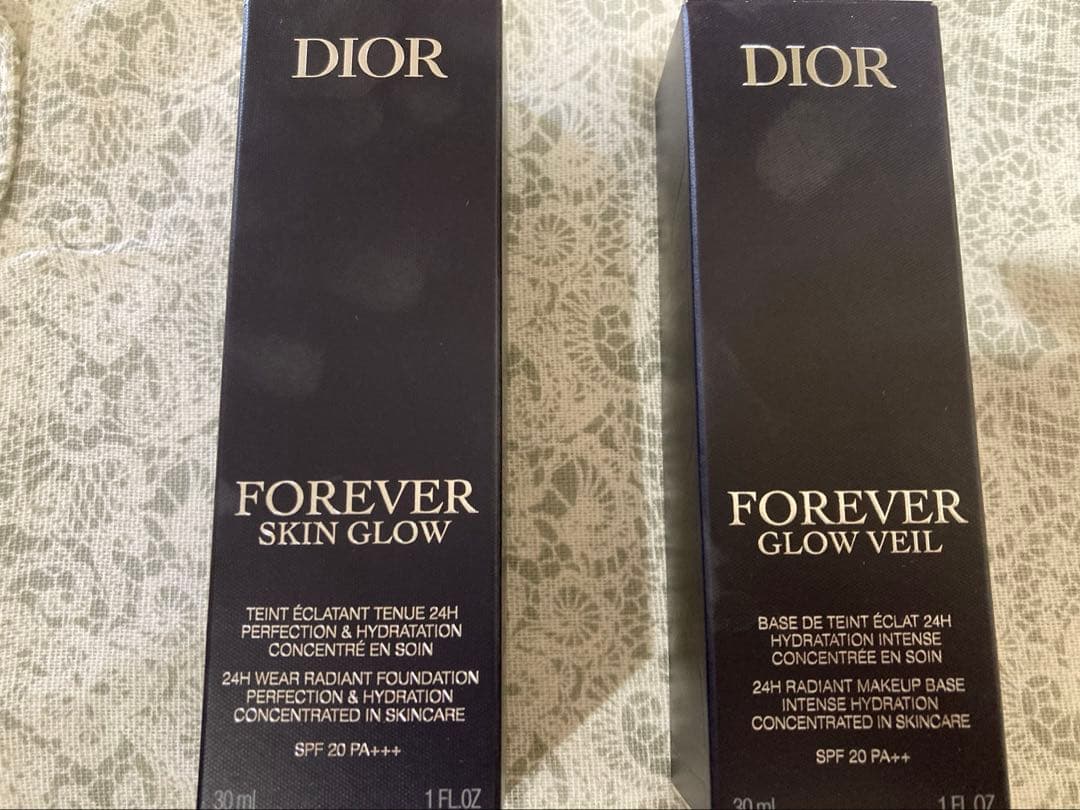 DIOR
FOREVER
SKIN GLOW
TEINT ÉCLATANT TENUE 24H
PERFECTION & HYDRATATION
CONCENTRÉ EN SOIN
24H WEAR RADIANT FOUNDATION
PERFECTION & HYDRATION
CONCENTRATED IN SKINCARE
SPF 20 PA+++
30 ml 1 FL.OZ
DIOR
FOREVER
GLOW VEIL
BASE DE TEINT ÉCLAT 24H
HYDRATATION INTENSE
CONCENTRÉE EN SOIN
24H RADIANT MAKEUP BASE
INTENSE HYDRATION
CONCENTRATED IN SKINCARE
SPF 20 PA++
30 ml 1 FL.OZ